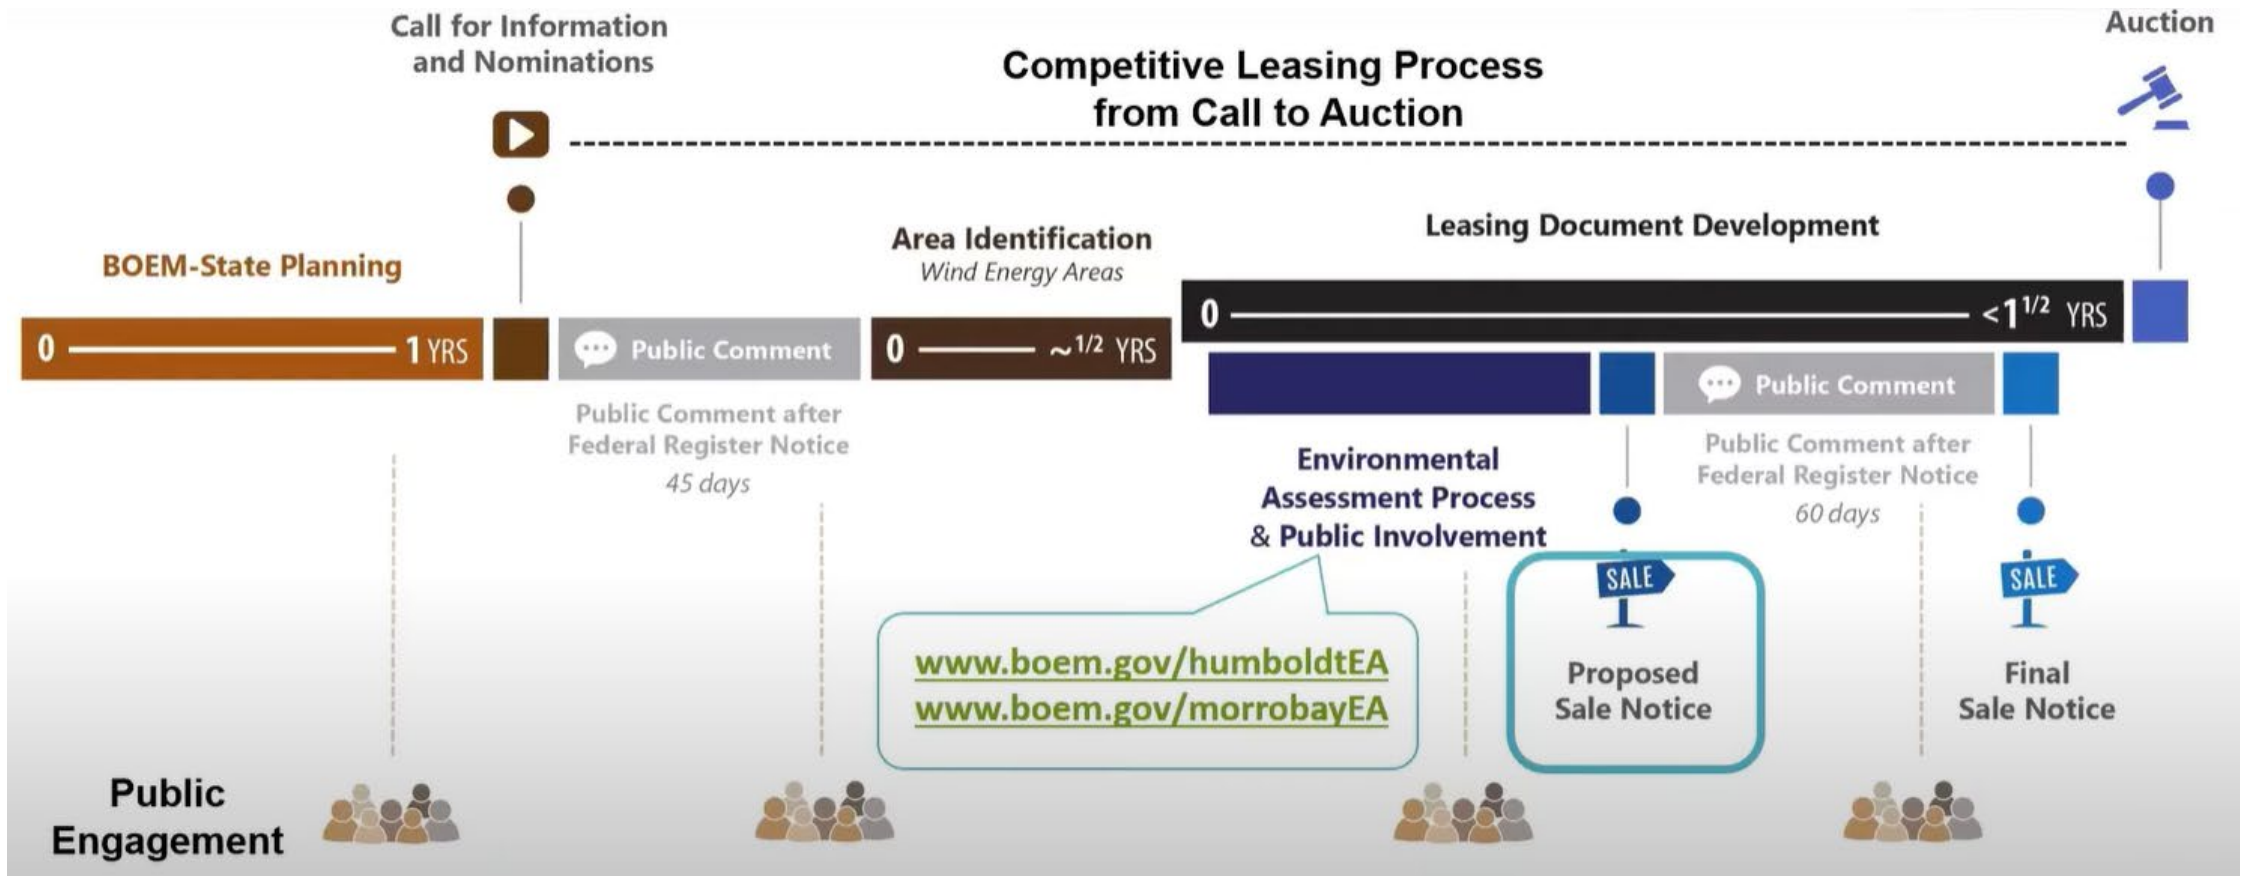 Call for Information
and Nominations
Competitive Leasing Process
from Call to Auction
Auction
BOEM-State Planning
0 1 YRS
Public Comment
Public Comment after
Federal Register Notice
45 days
Area Identification
Wind Energy Areas
0 ~1/2 YRS
Leasing Document Development
0 <1 1/2 YRS
Environmental
Assessment Process
& Public Involvement
www.boem.gov/humboldtEA
www.boem.gov/morrobayEA
SALE
Proposed
Sale Notice
Public Comment
Public Comment after
Federal Register Notice
60 days
SALE
Final
Sale Notice
Public
Engagement